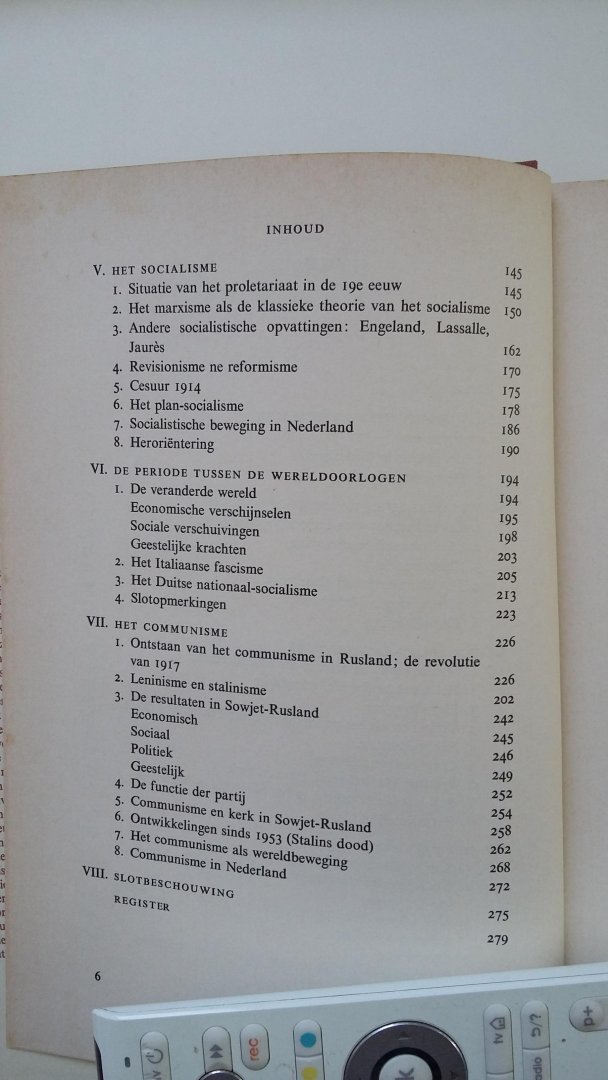 INHOUD
V. HET SOCIALISME 145
1. Situatie van het proletariaat in de 19e eeuw 145
2. Het marxisme als de klassieke theorie van het socialisme 150
3. Andere socialistische opvattingen: Engeland, Lassalle,
Jaurès 162
4. Revisionisme ne reformisme 170
5. Cesuur 1914 175
6. Het plan-socialisme 178
7. Socialistische beweging in Nederland 186
8. Heroriëntering 190
VI. DE PERIODE TUSSEN DE WERELDOORLOGEN 194
1. De veranderde wereld 194
Economische verschijnselen 195
Sociale verschuivingen 198
Geestelijke krachten 203
2. Het Italiaanse fascisme 205
3. Het Duitse nationaal-socialisme 213
4. Slotopmerkingen 223
VII. HET COMMUNISME 226
1. Ontstaan van het communisme in Rusland; de revolutie
van 1917 226
2. Leninisme en stalinisme 202
3. De resultaten in Sowjet-Rusland 242
Economisch 245
Sociaal 246
Politiek 249
Geestelijk 252
4. De functie der partij 254
5. Communisme en kerk in Sowjet-Rusland 258
6. Ontwikkelingen sinds 1953 (Stalins dood) 262
7. Het communisme als wereldbeweging 268
8. Communisme in Nederland 272
VIII. SLOTBESCHOUWING 275
REGISTER 279
6
rec
tv
?
p+